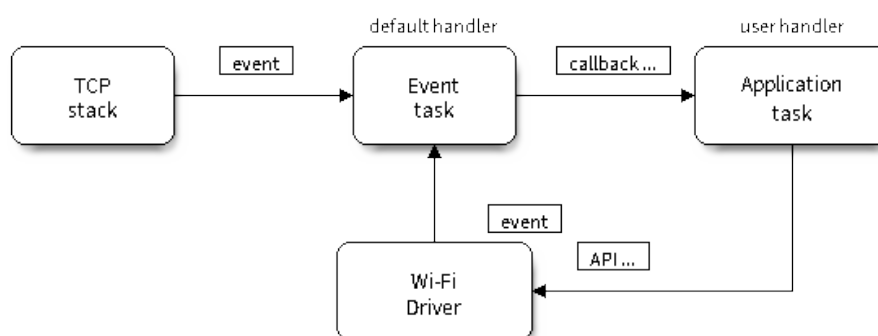 default handler
user handler
event
callback ...
TCP
stack
Event
task
Application
task
event
API ...
Wi-Fi
Driver